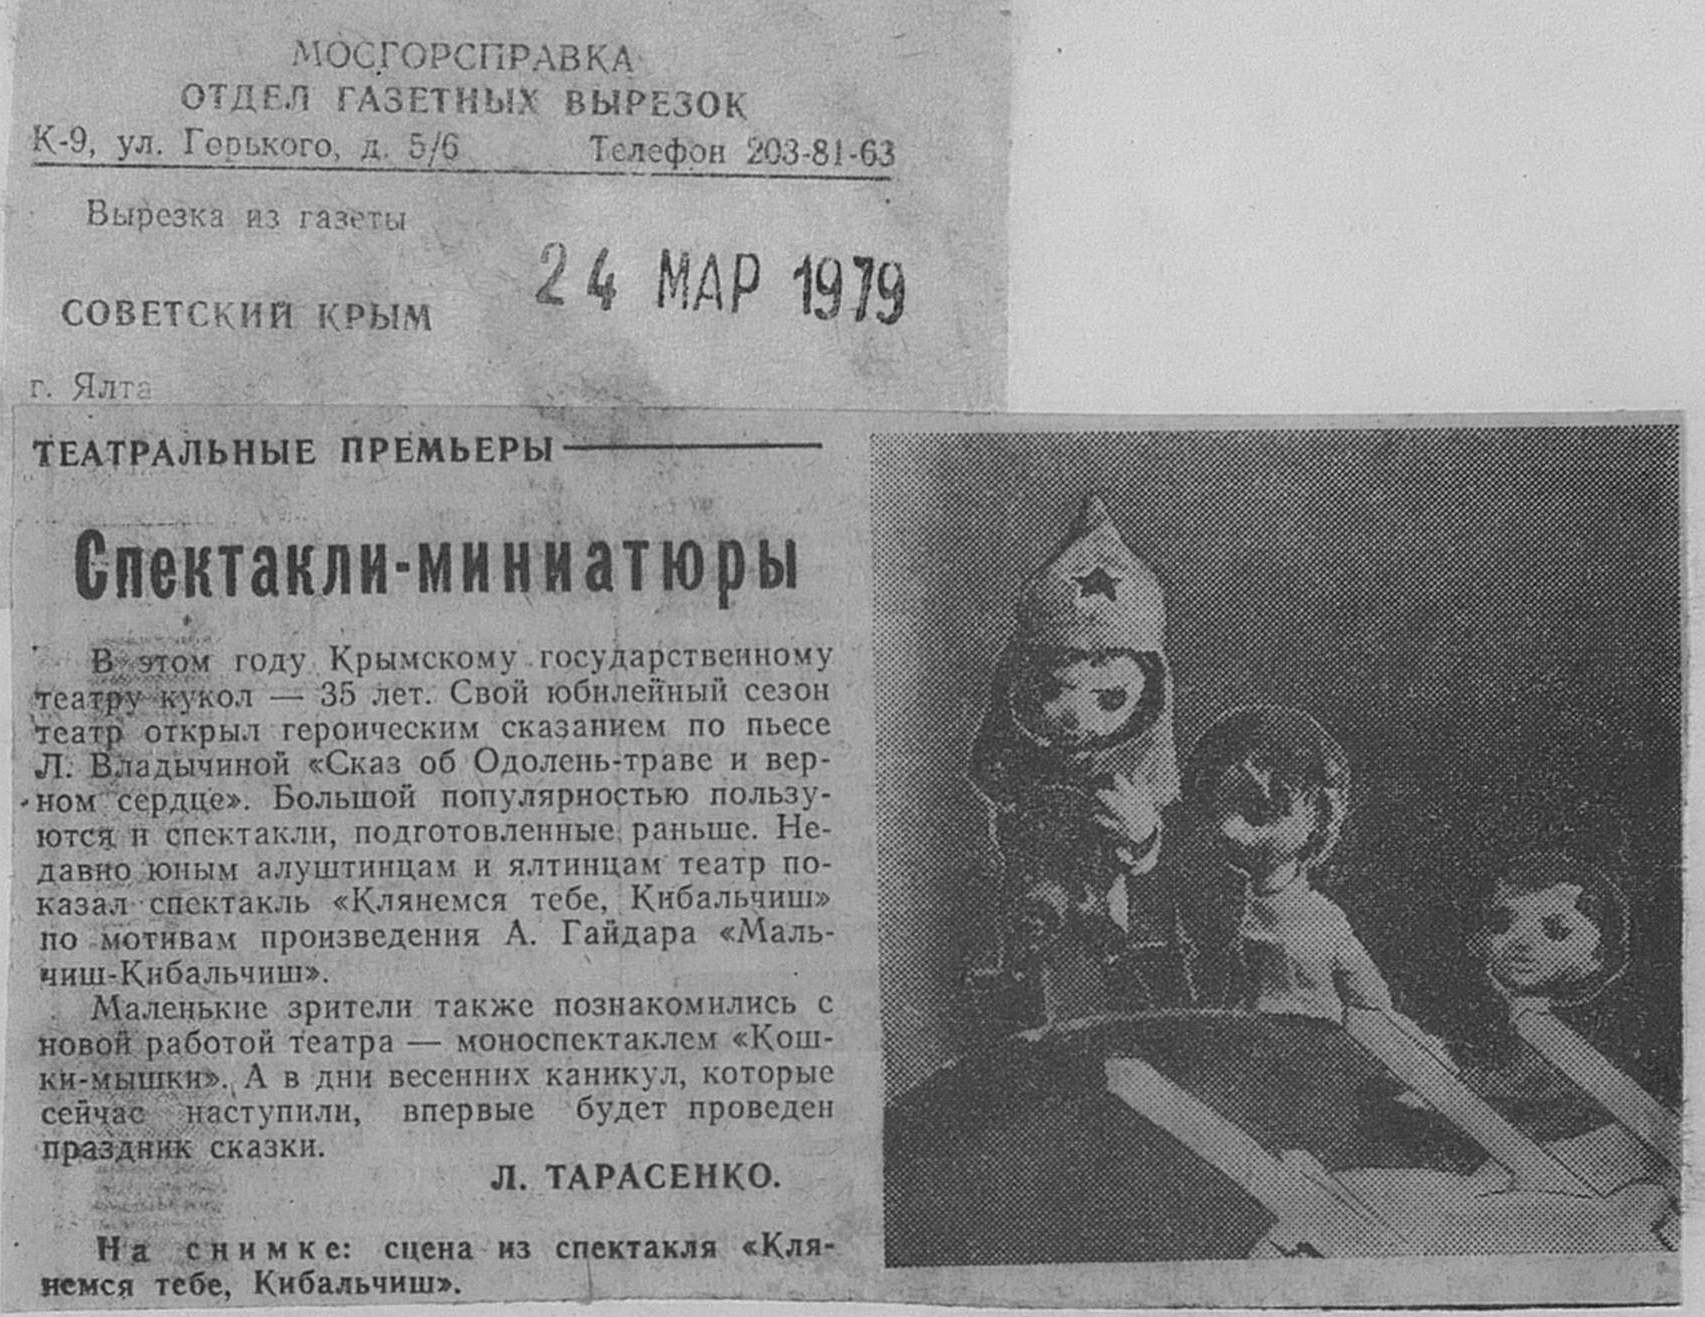 МОСГОРСПРАВКА
ОТДЕЛ ГАЗЕТНЫХ ВЫРЕЗОК
К-9, ул. Горького, д. 5/6 Телефон 203-81-63
Вырезка из газеты
24 МАР 1979
СОВЕТСКИЙ КРЫМ
г. Ялта
ТЕАТРАЛЬНЫЕ ПРЕМЬЕРЫ
Спектакли-миниатюры
В этом году Крымскому государственному
театру кукол — 35 лет. Свой юбилейный сезон
театр открыл героическим сказанием по пьесе
Л. Владычиной «Сказ об Одолень-траве и вер-
ном сердце». Большой популярностью пользу-
ются и спектакли, подготовленные раньше. Не-
давно юным алуштинцам и ялтинцам театр по-
казал спектакль «Клянемся тебе, Кибальчиш»
по мотивам произведения А. Гайдара «Маль-
чиш-Кибальчиш».
Маленькие зрители также познакомились с
новой работой театра — моноспектаклем «Кош-
ки-мышки». А в дни весенних каникул, которые
сейчас наступили, впервые будет проведен
праздник сказки.
Л. ТАРАСЕНКО.
На снимке: сцена из спектакля «Кля-
немся тебе, Кибальчиш».